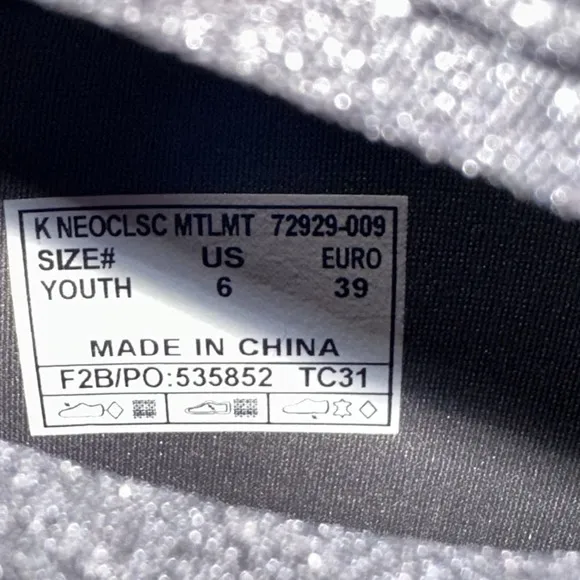 K NEOCLSC MTLMT 72929-009
SIZE# US EURO
YOUTH 6 39
MADE IN CHINA
F2B/PO:535852 TC31